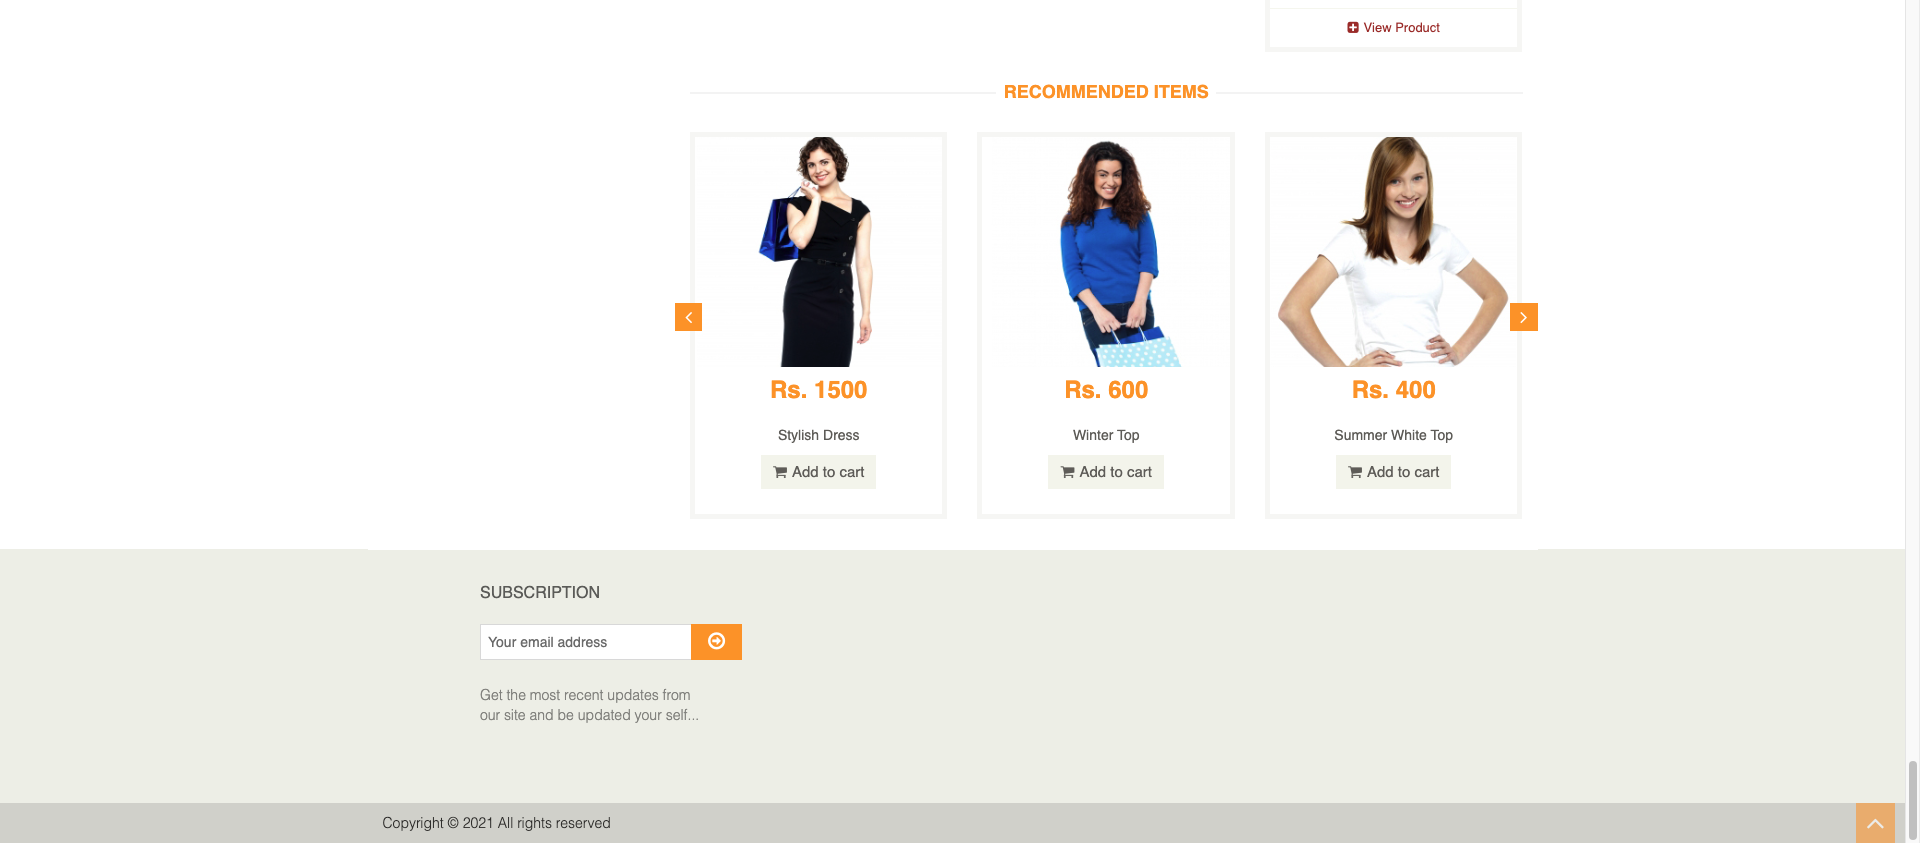 View Product
RECOMMENDED ITEMS
Rs. 1500
Stylish Dress
Add to cart
Rs. 600
Winter Top
Add to cart
Rs. 400
Summer White Top
Add to cart
SUBSCRIPTION
Your email address
Get the most recent updates from
our site and be updated your self...
Copyright © 2021 All rights reserved